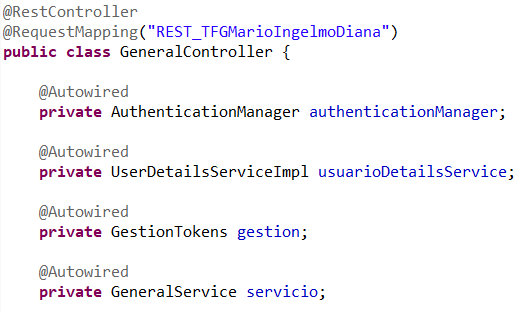 @RestController
@RequestMapping("REST_TFGMarioIngelmoDiana")
public class GeneralController {
@Autowired
private AuthenticationManager authenticationManager;
@Autowired
private UserDetailsServiceImpl usuarioDetailsService;
@Autowired
private GestionTokens gestion;
@Autowired
private GeneralService servicio;